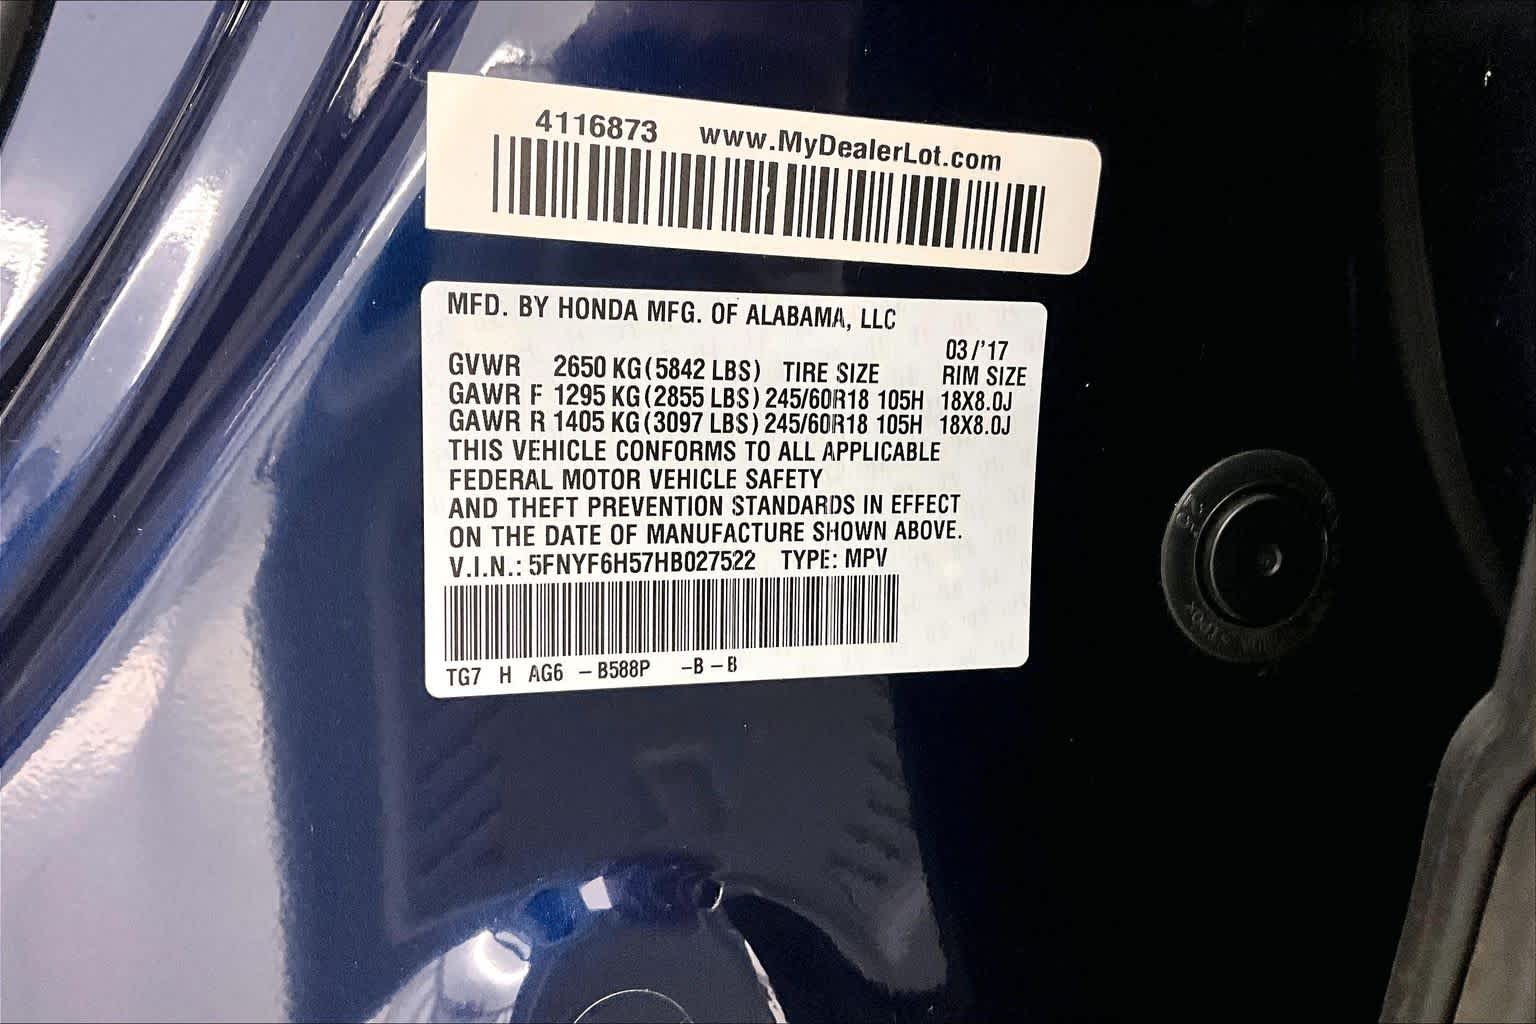 4116873 www.MyDealerLot.com
MFD. BY HONDA MFG. OF ALABAMA, LLC
03/'17
GVWR 2650 KG(5842 LBS) TIRE SIZE RIM SIZE
GAWR F 1295 KG(2855 LBS) 245/60R18 105H 18X8.0J
GAWR R 1405 KG(3097 LBS) 245/60R18 105H 18X8.0J
THIS VEHICLE CONFORMS TO ALL APPLICABLE
FEDERAL MOTOR VEHICLE SAFETY
AND THEFT PREVENTION STANDARDS IN EFFECT
ON THE DATE OF MANUFACTURE SHOWN ABOVE.
V.I.N.: 5FNYF6H57HB027522 TYPE: MPV
TG7 H AG6 -B588P -B-B